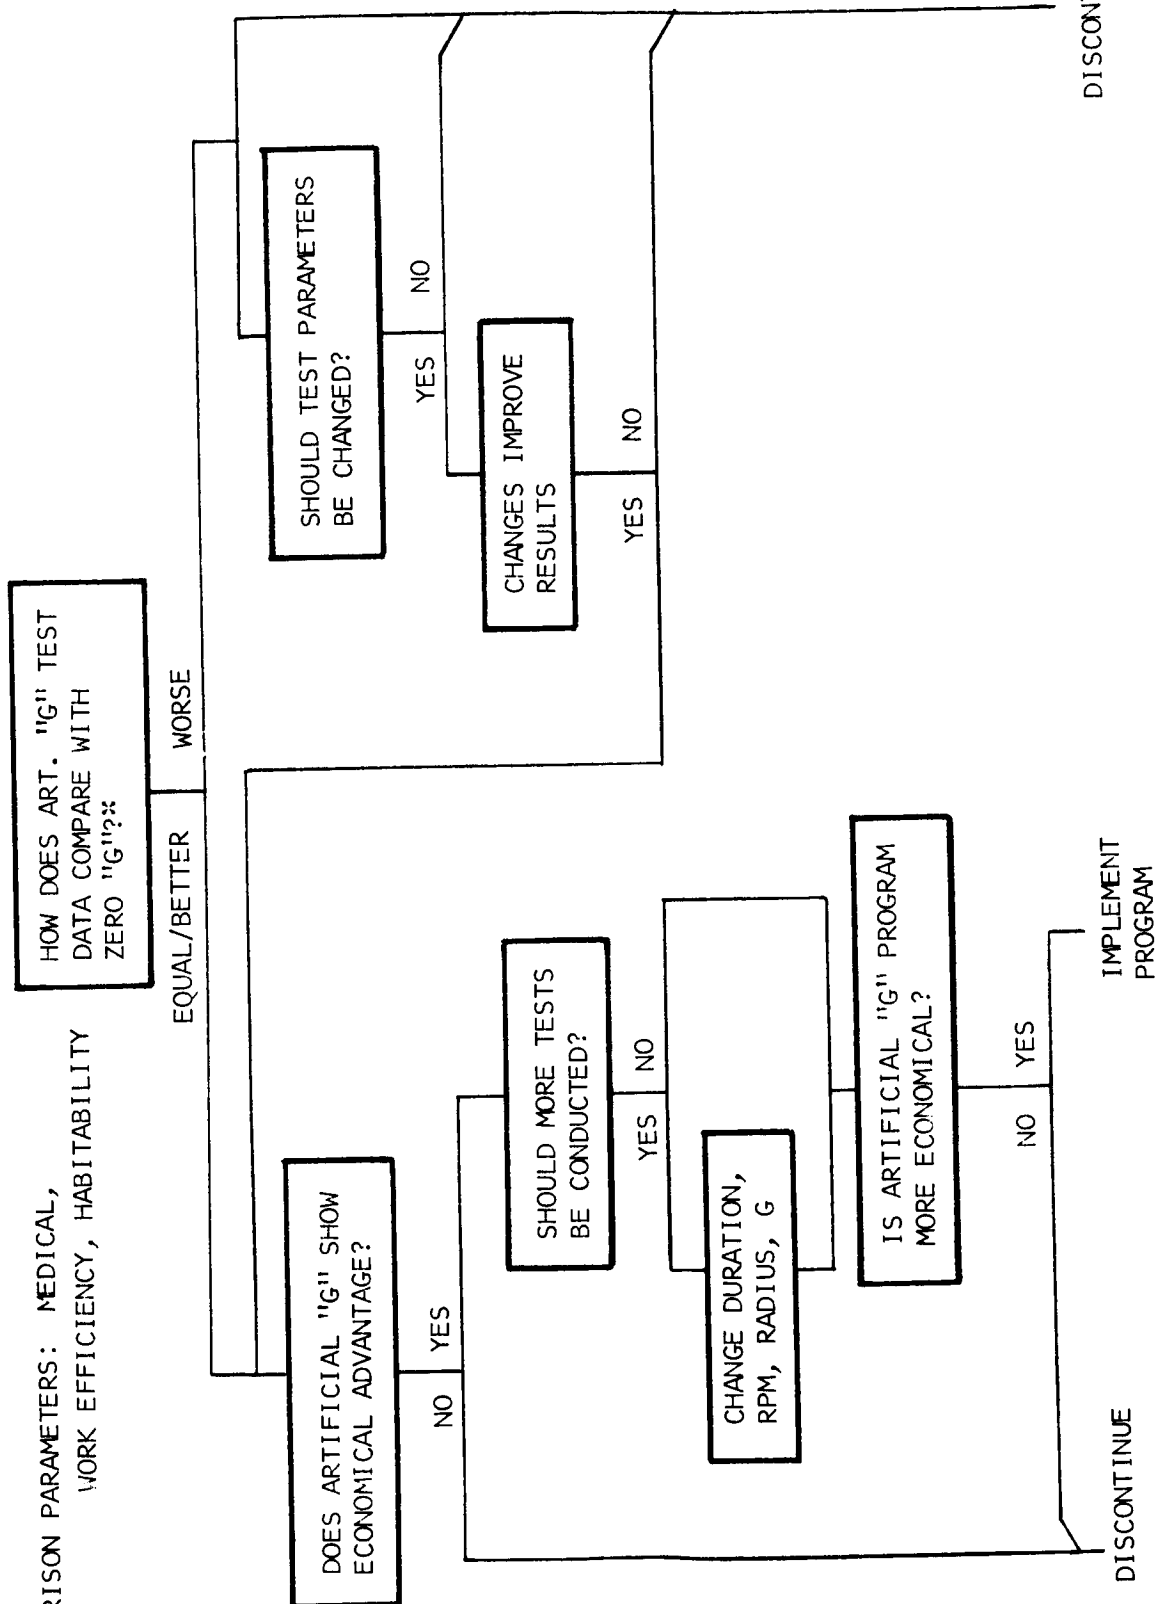 RISON PARAMETERS: MEDICAL,
WORK EFFICIENCY, HABITABILITY
HOW DOES ART. "G" TEST
DATA COMPARE WITH
ZERO "G"?*
EQUAL/BETTER WORSE
DOES ARTIFICIAL "G" SHOW
ECONOMICAL ADVANTAGE?
NO YES
SHOULD TEST PARAMETERS
BE CHANGED?
YES NO
SHOULD MORE TESTS
BE CONDUCTED?
YES NO
CHANGES IMPROVE
RESULTS
YES NO
CHANGE DURATION,
RPM, RADIUS, G
IS ARTIFICIAL "G" PROGRAM
MORE ECONOMICAL?
NO YES
DISCONTINUE
IMPLEMENT
PROGRAM
DISCON